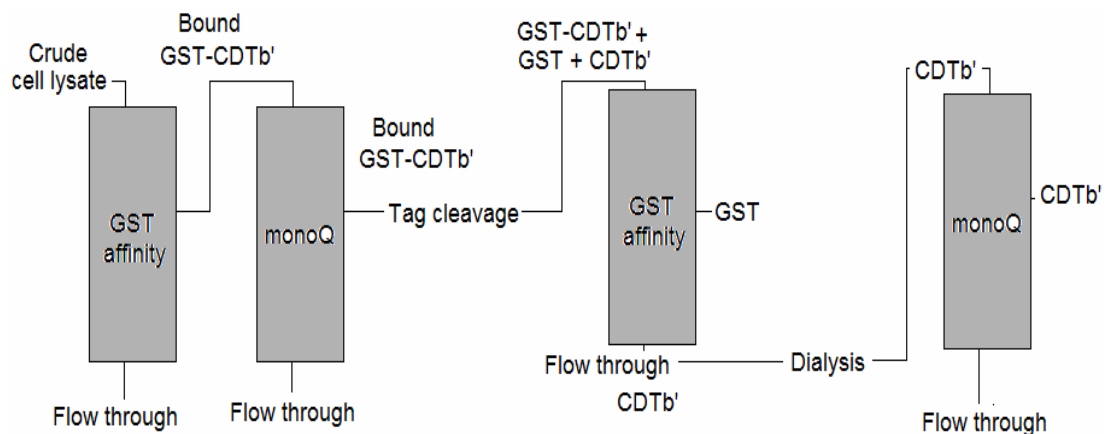 Crude
cell lysate
Bound
GST-CDTb'
GST
affinity
Flow through
monoQ
Flow through
Bound
GST-CDTb'
Tag cleavage
GST-CDTb' +
GST + CDTb'
GST
affinity
GST
Flow through
CDTb'
Dialysis
CDTb'
monoQ
CDTb'
Flow through